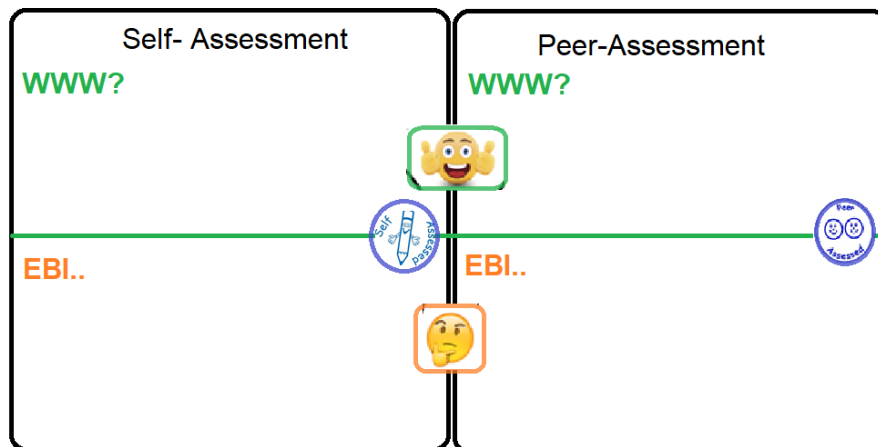 Self- Assessment
WWW?
EBI..
Self
Assessed
Peer-Assessment
WWW?
EBI..
Peer
Assessed